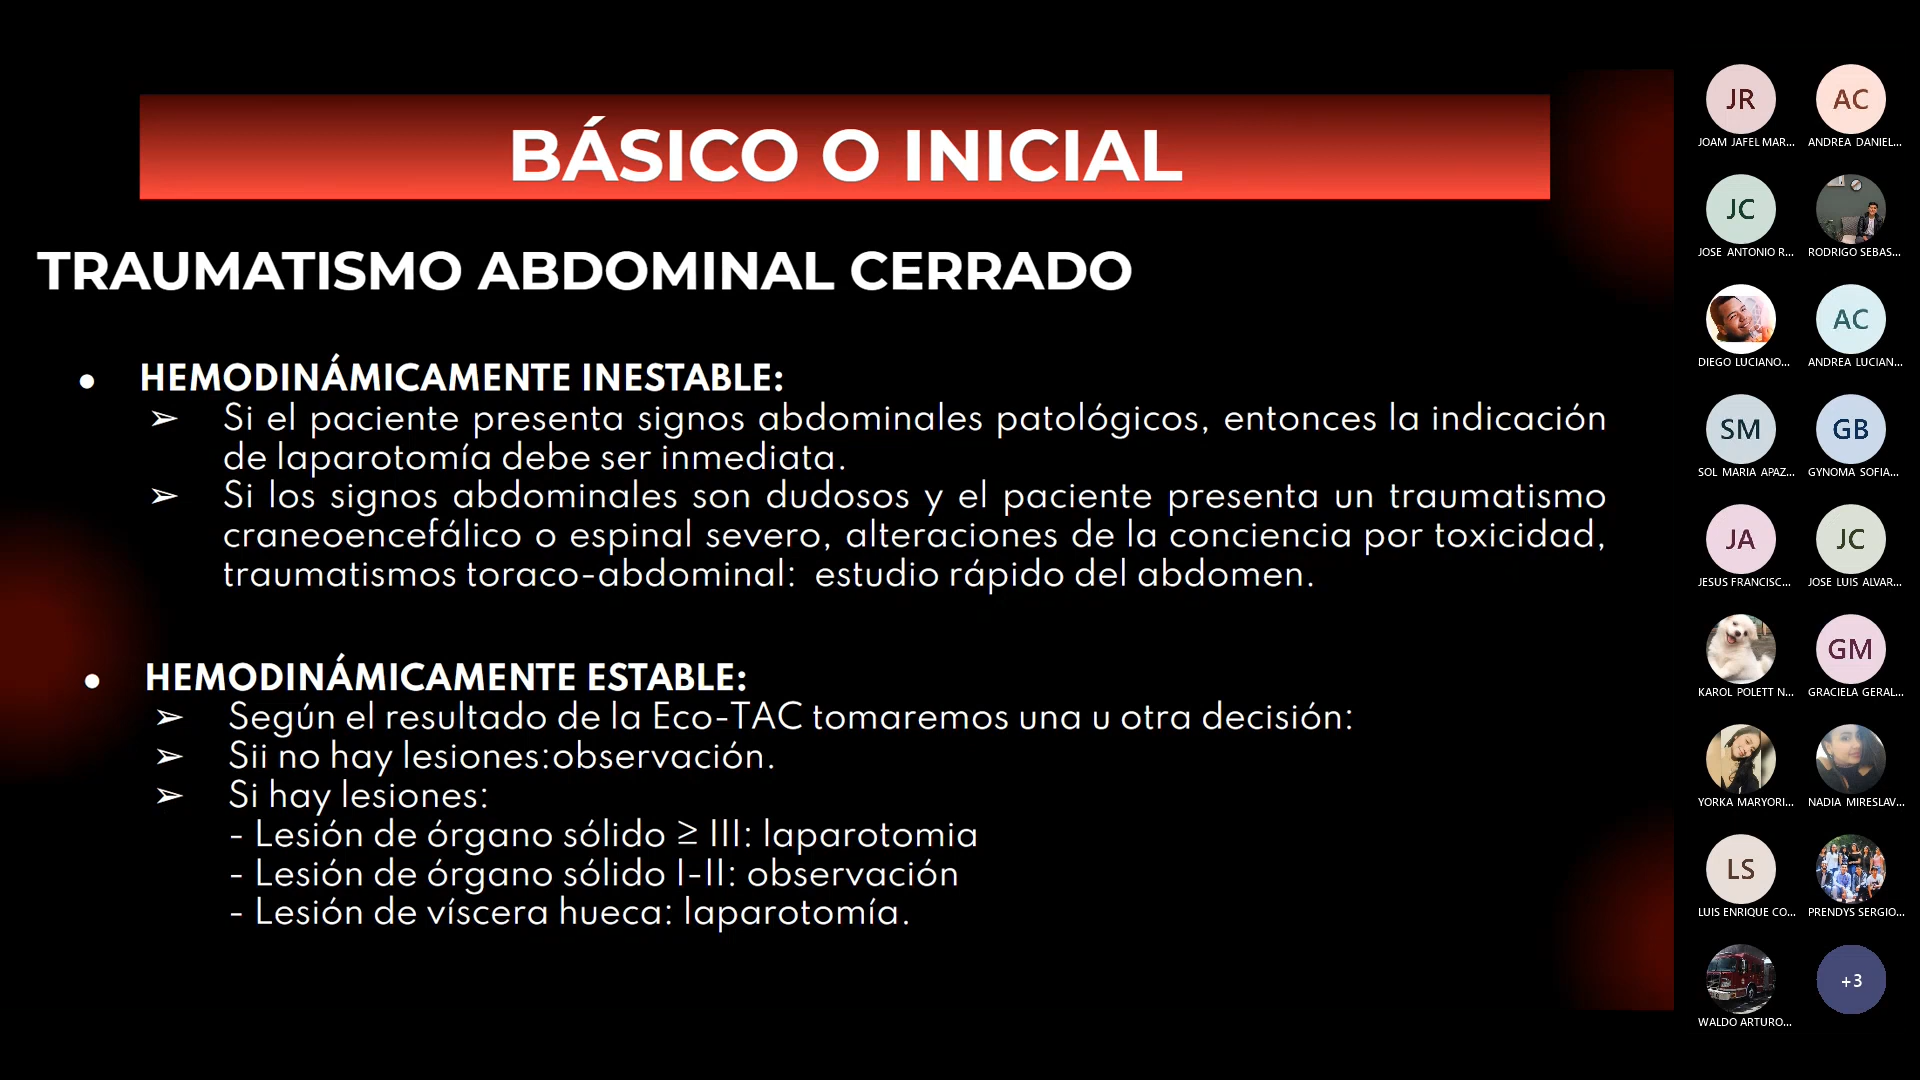 BÁSICO O INICIAL
TRAUMATISMO ABDOMINAL CERRADO
● HEMODINÁMICAMENTE INESTABLE:
➢ Si el paciente presenta signos abdominales patológicos, entonces la indicación
de laparotomía debe ser inmediata.
➢ Si los signos abdominales son dudosos y el paciente presenta un traumatismo
craneoencefálico o espinal severo, alteraciones de la conciencia por toxicidad,
traumatismos toraco-abdominal: estudio rápido del abdomen.
● HEMODINÁMICAMENTE ESTABLE:
➢ Según el resultado de la Eco-TAC tomaremos una u otra decisión:
➢ Sii no hay lesiones:observación.
➢ Si hay lesiones:
- Lesión de órgano sólido ≥ III: laparotomia
- Lesión de órgano sólido I-II: observación
- Lesión de víscera hueca: laparotomía.
JR
AC
JOAM JAFEL MAR...
ANDREA DANIEL...
JC
JOSE ANTONIO R...
RODRIGO SEBAS...
AC
DIEGO LUCIANO...
ANDREA LUCIAN...
SM
GB
SOL MARIA APAZ...
GYNOMA SOFIA...
JA
JC
JESUS FRANCISC...
JOSE LUIS ALVAR...
GM
KAROL POLETT N...
GRACIELA GERAL...
YORKA MARYORI...
NADIA MIRESLAV...
LS
LUIS ENRIQUE CO...
PRENDYS SERGIO...
+3
WALDO ARTURO...